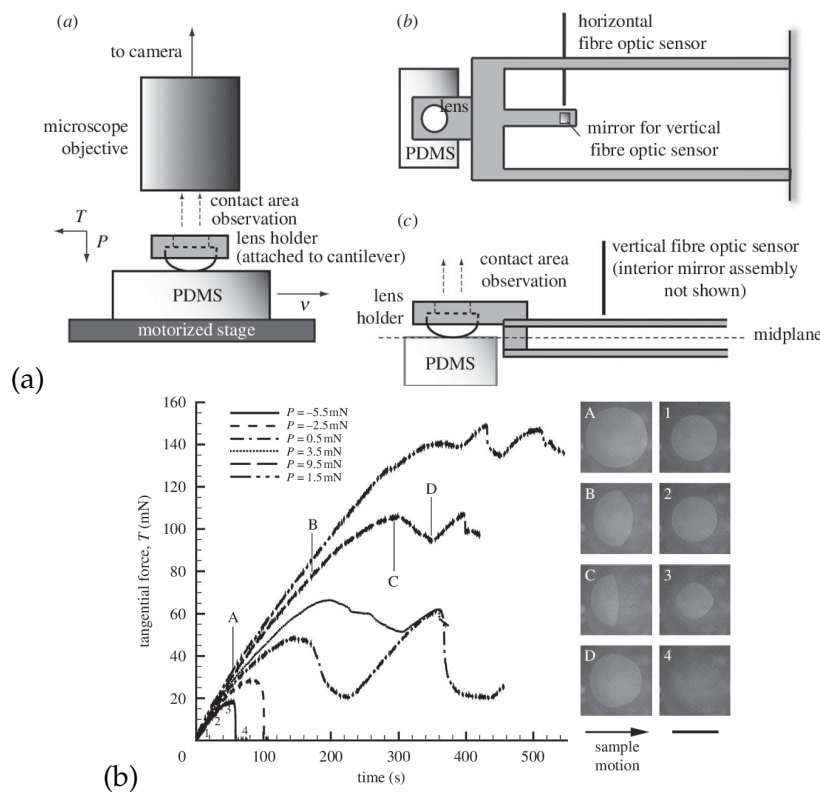 (a)
to camera
microscope
objective
contact area
observation
lens holder
(attached to cantilever)
T
P
PDMS
v
motorized stage
(b)
horizontal
fibre optic sensor
lens
PDMS
mirror for vertical
fibre optic sensor
(c)
contact area
observation
vertical fibre optic sensor
(interior mirror assembly
not shown)
lens
holder
midplane
PDMS
(a)
160
140
120
100
80
60
40
20
0
tangential force, T (mN)
P = –5.5 mN
P = –2.5 mN
P = 0.5 mN
P = 3.5 mN
P = 9.5 mN
P = 1.5 mN
A
B
C
D
1
2
3
4
100
200
300
400
500
time (s)
A
1
B
2
C
3
D
4
sample
motion
(b)